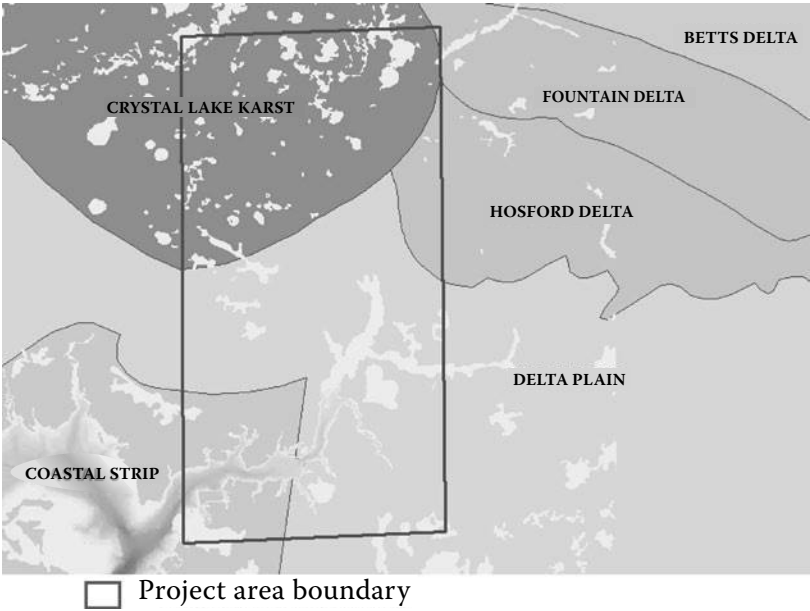 BETTS DELTA
FOUNTAIN DELTA
CRYSTAL LAKE KARST
HOSFORD DELTA
DELTA PLAIN
COASTAL STRIP
Project area boundary